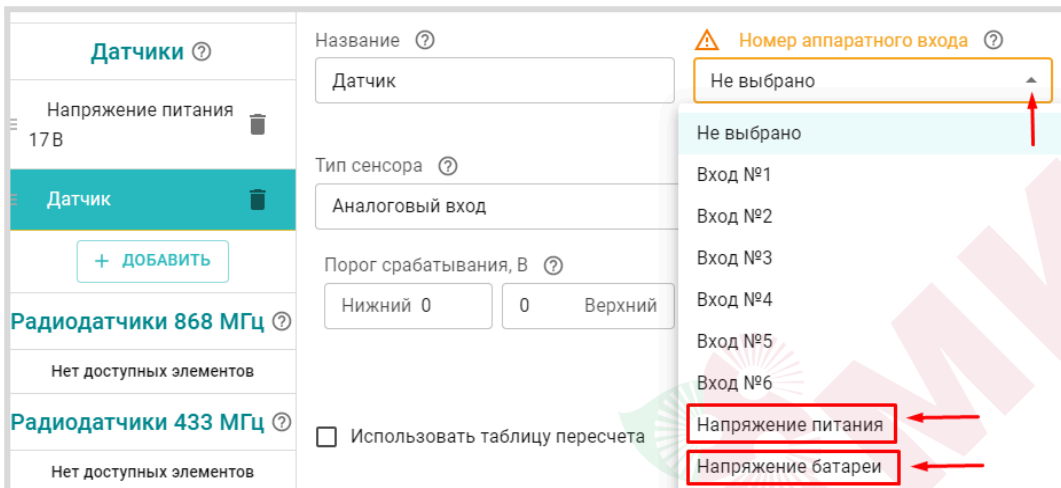 Датчики
Напряжение питания
17В
Датчик
+ ДОБАВИТЬ
Радиодатчики 868 МГц
Нет доступных элементов
Радиодатчики 433 МГц
Нет доступных элементов
Название
Датчик
Тип сенсора
Аналоговый вход
Порог срабатывания, В
Нижний 0
0 Верхний
Использовать таблицу пересчета
Номер аппаратного входа
Не выбрано
Не выбрано
Вход №1
Вход №2
Вход №3
Вход №4
Вход №5
Вход №6
Напряжение питания
Напряжение батареи